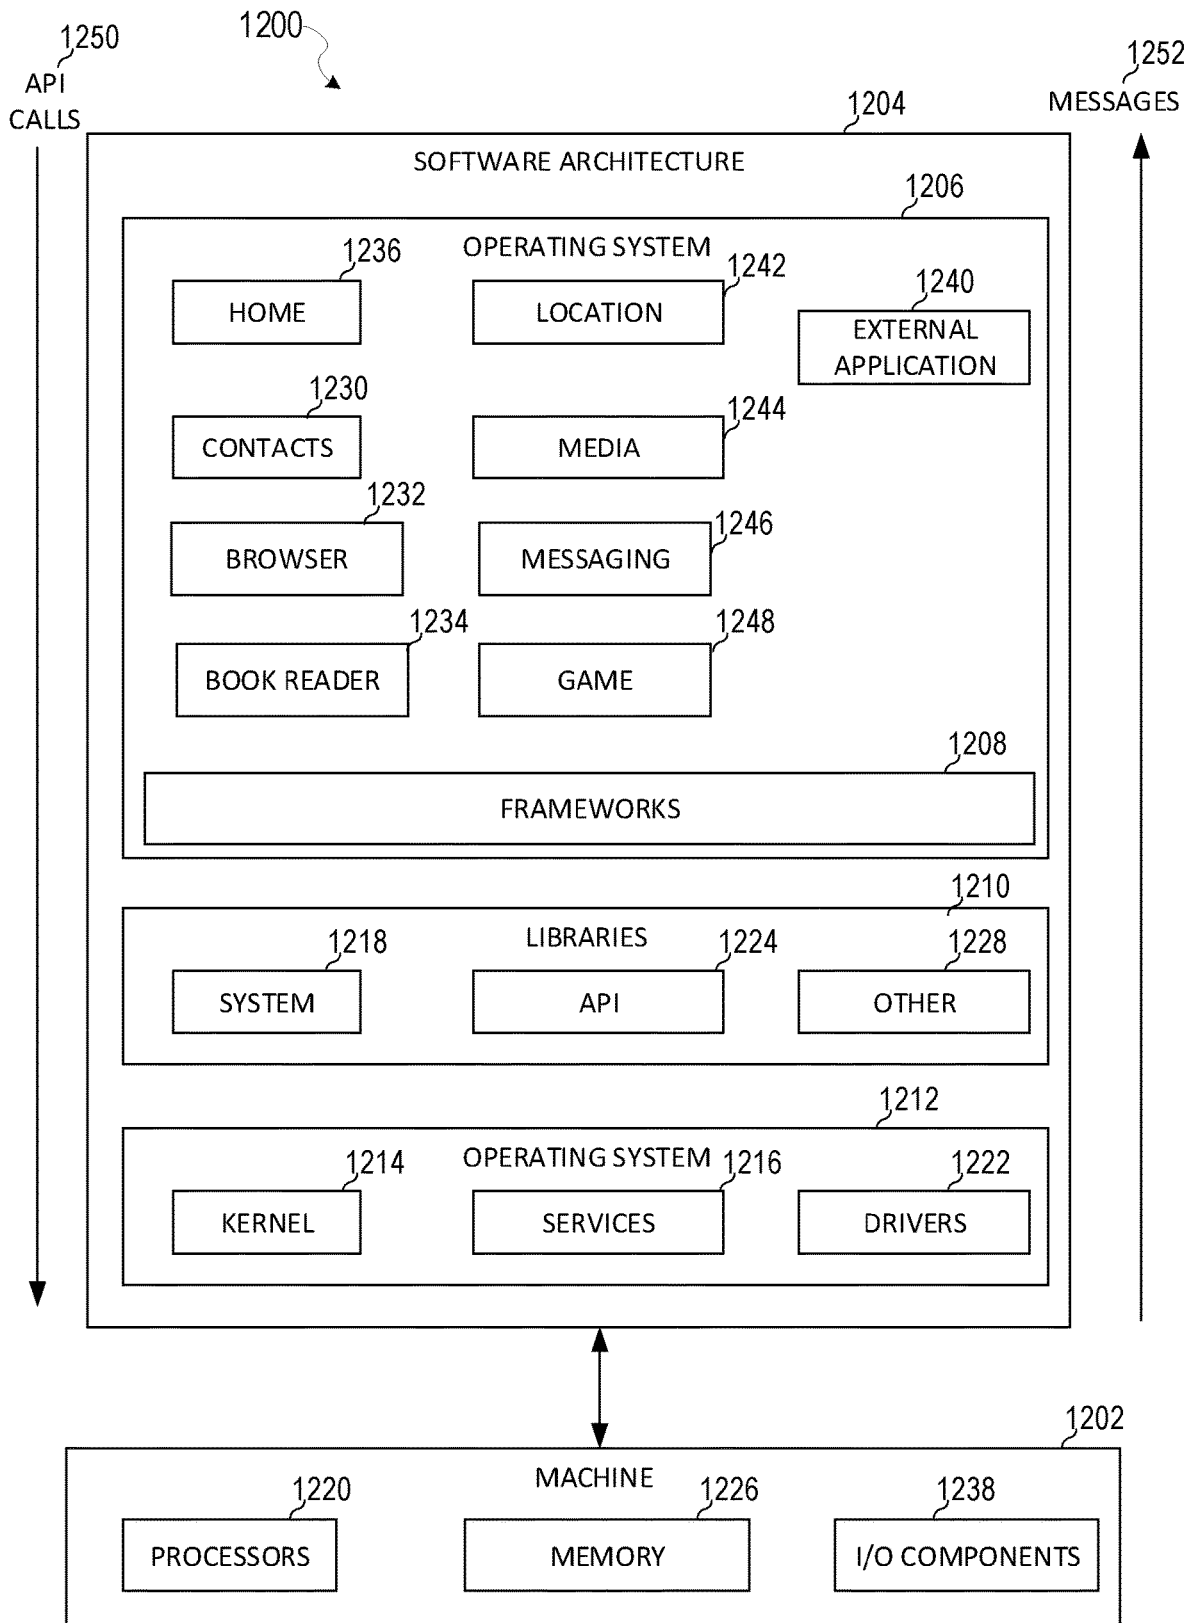 1250
1200
1252
API
CALLS
MESSAGES
1204
SOFTWARE ARCHITECTURE
1206
OPERATING SYSTEM
1236
1242
1240
HOME
LOCATION
EXTERNAL
APPLICATION
1230
1244
CONTACTS
MEDIA
1232
1246
BROWSER
MESSAGING
1234
1248
BOOK READER
GAME
1208
FRAMEWORKS
1210
LIBRARIES
1218
1224
1228
SYSTEM
API
OTHER
1212
OPERATING SYSTEM
1214
1216
1222
KERNEL
SERVICES
DRIVERS
1202
MACHINE
1220
1226
1238
PROCESSORS
MEMORY
I/O COMPONENTS